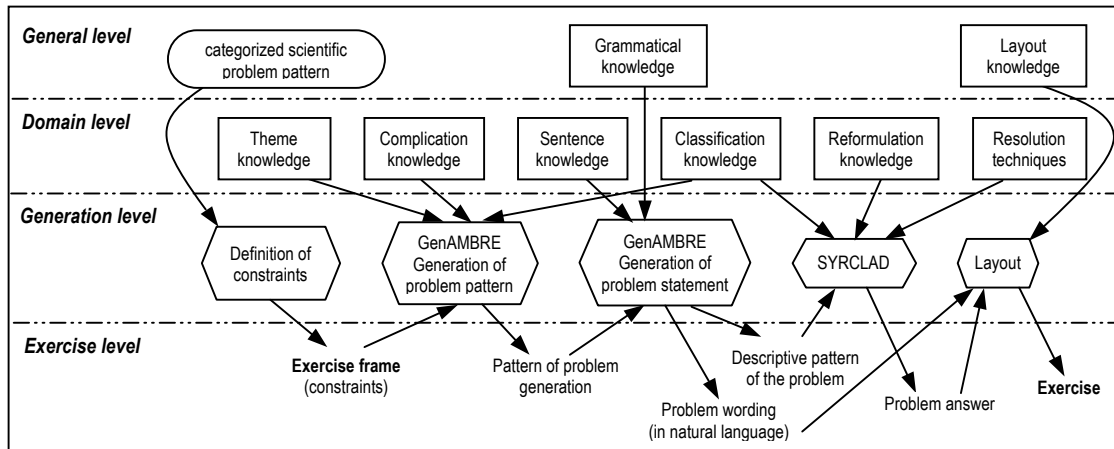 General level
categorized scientific
problem pattern
Grammatical
knowledge
Layout
knowledge
Domain level
Theme
knowledge
Complication
knowledge
Sentence
knowledge
Classification
knowledge
Reformulation
knowledge
Resolution
techniques
Generation level
Definition of
constraints
GenAMBRE
Generation of
problem pattern
GenAMBRE
Generation of
problem statement
SYRCLAD
Layout
Exercise level
Exercise frame
(constraints)
Pattern of problem
generation
Descriptive pattern
of the problem
Problem wording
(in natural language)
Problem answer
Exercise